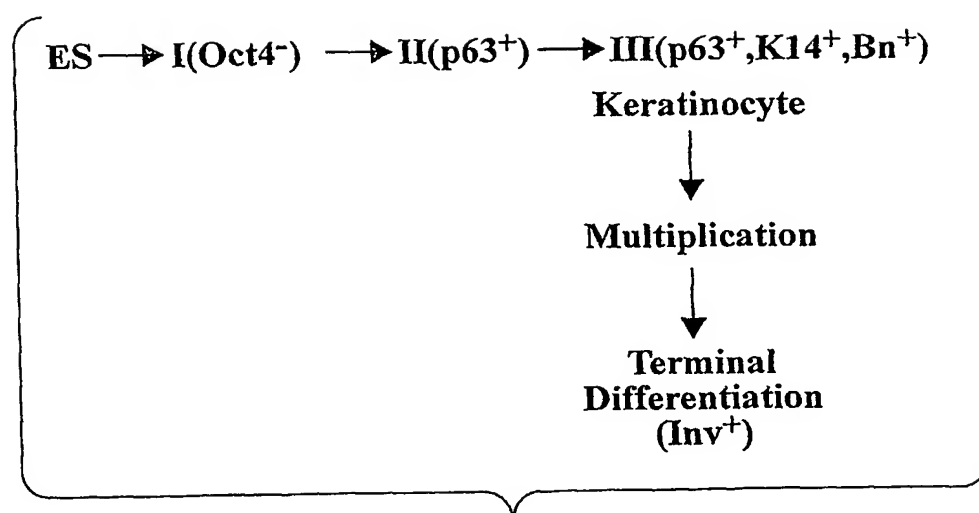 ES → I(Oct4⁻) → II(p63⁺) → III(p63⁺,K14⁺,Bn⁺)
Keratinocyte
Multiplication
Terminal
Differentiation
(Inv⁺)